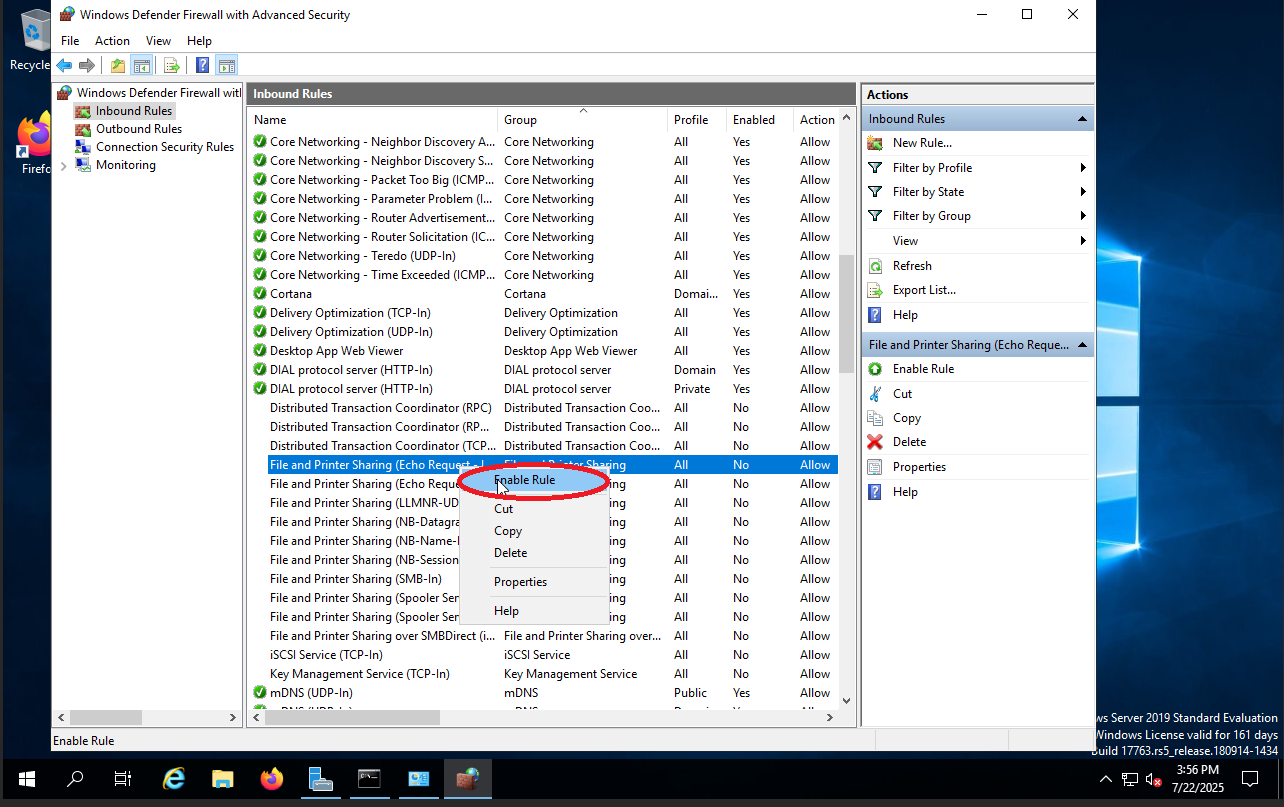 Windows Defender Firewall with Advanced Security
File Action View Help
Recycle
Firefo
Windows Defender Firewall wit
Inbound Rules
Outbound Rules
Connection Security Rules
Monitoring
Inbound Rules
Name Group Profile Enabled Action
Core Networking - Neighbor Discovery A... Core Networking All Yes Allow
Core Networking - Neighbor Discovery S... Core Networking All Yes Allow
Core Networking - Packet Too Big (ICMP... Core Networking All Yes Allow
Core Networking - Parameter Problem (I... Core Networking All Yes Allow
Core Networking - Router Advertisement... Core Networking All Yes Allow
Core Networking - Router Solicitation (IC... Core Networking All Yes Allow
Core Networking - Teredo (UDP-In) Core Networking All Yes Allow
Core Networking - Time Exceeded (ICMP... Core Networking All Yes Allow
Cortana Cortana Domai... Yes Allow
Delivery Optimization (TCP-In) Delivery Optimization All Yes Allow
Delivery Optimization (UDP-In) Delivery Optimization All Yes Allow
Desktop App Web Viewer Desktop App Web Viewer All Yes Allow
DIAL protocol server (HTTP-In) DIAL protocol server Domain Yes Allow
DIAL protocol server (HTTP-In) DIAL protocol server Private Yes Allow
Distributed Transaction Coordinator (RPC) Distributed Transaction Coo... All No Allow
Distributed Transaction Coordinator (RP... Distributed Transaction Coo... All No Allow
Distributed Transaction Coordinator (TCP... Distributed Transaction Coo... All No Allow
File and Printer Sharing (Echo Request - I... File and Printer Sharing All No Allow
File and Printer Sharing (Echo Reque ng All No Allow
File and Printer Sharing (LLMNR-UD ing All No Allow
File and Printer Sharing (NB-Datagra ing All No Allow
File and Printer Sharing (NB-Name- ing All No Allow
File and Printer Sharing (NB-Session ing All No Allow
File and Printer Sharing (SMB-In) ing All No Allow
File and Printer Sharing (Spooler Ser ing All No Allow
File and Printer Sharing (Spooler Ser ing All No Allow
File and Printer Sharing over SMBDirect (i... File and Printer Sharing over... All No Allow
iSCSI Service (TCP-In) iSCSI Service All No Allow
Key Management Service (TCP-In) Key Management Service All No Allow
mDNS (UDP-In) mDNS Public Yes Allow
Enable Rule
Cut
Copy
Delete
Properties
Help
Actions
Inbound Rules
New Rule...
Filter by Profile
Filter by State
Filter by Group
View
Refresh
Export List...
Help
File and Printer Sharing (Echo Reque...
Enable Rule
Cut
Copy
Delete
Properties
Help
Enable Rule
ws Server 2019 Standard Evaluation
Windows License valid for 161 days
Build 17763.rs5_release.180914-1434
3:56 PM
7/22/2025